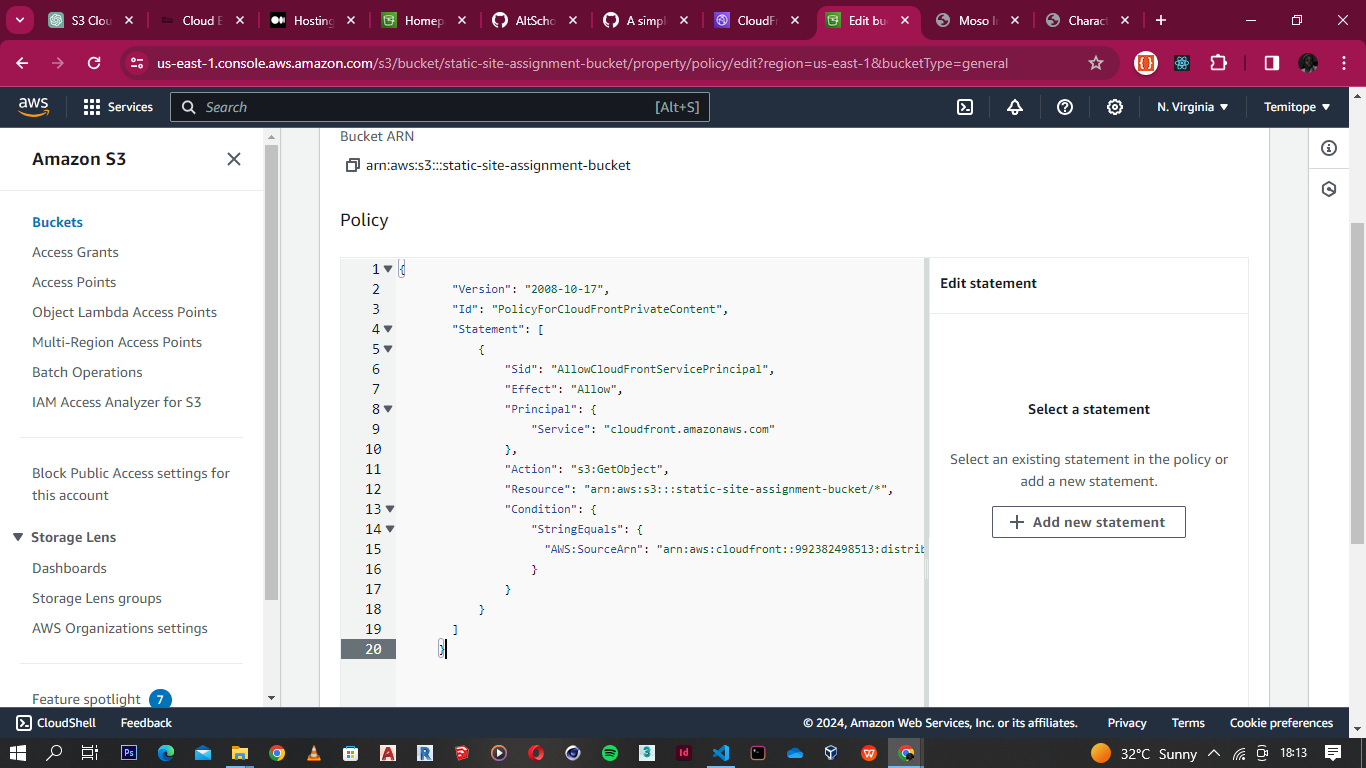 S3 Clou
Cloud E
Hosting
Homep
AltScho
A simpl
CloudFr
Edit bu
Moso I
Charact
us-east-1.console.aws.amazon.com/s3/bucket/static-site-assignment-bucket/property/policy/edit?region=us-east-1&bucketType=general
aws
Services
Search
[Alt+S]
N. Virginia
Temitope
Amazon S3
Buckets
Access Grants
Access Points
Object Lambda Access Points
Multi-Region Access Points
Batch Operations
IAM Access Analyzer for S3
Block Public Access settings for
this account
Storage Lens
Dashboards
Storage Lens groups
AWS Organizations settings
Feature spotlight 7
Bucket ARN
arn:aws:s3:::static-site-assignment-bucket
Policy
1 {
2 "Version": "2008-10-17",
3 "Id": "PolicyForCloudFrontPrivateContent",
4 "Statement": [
5 {
6 "Sid": "AllowCloudFrontServicePrincipal",
7 "Effect": "Allow",
8 "Principal": {
9 "Service": "cloudfront.amazonaws.com"
10 },
11 "Action": "s3:GetObject",
12 "Resource": "arn:aws:s3:::static-site-assignment-bucket/*",
13 "Condition": {
14 "StringEquals": {
15 "AWS:SourceArn": "arn:aws:cloudfront::992382498513:distrib
16 }
17 }
18 }
19 ]
20 }
Edit statement
Select a statement
Select an existing statement in the policy or
add a new statement.
Add new statement
CloudShell
Feedback
© 2024, Amazon Web Services, Inc. or its affiliates.
Privacy
Terms
Cookie preferences
32°C Sunny
18:13